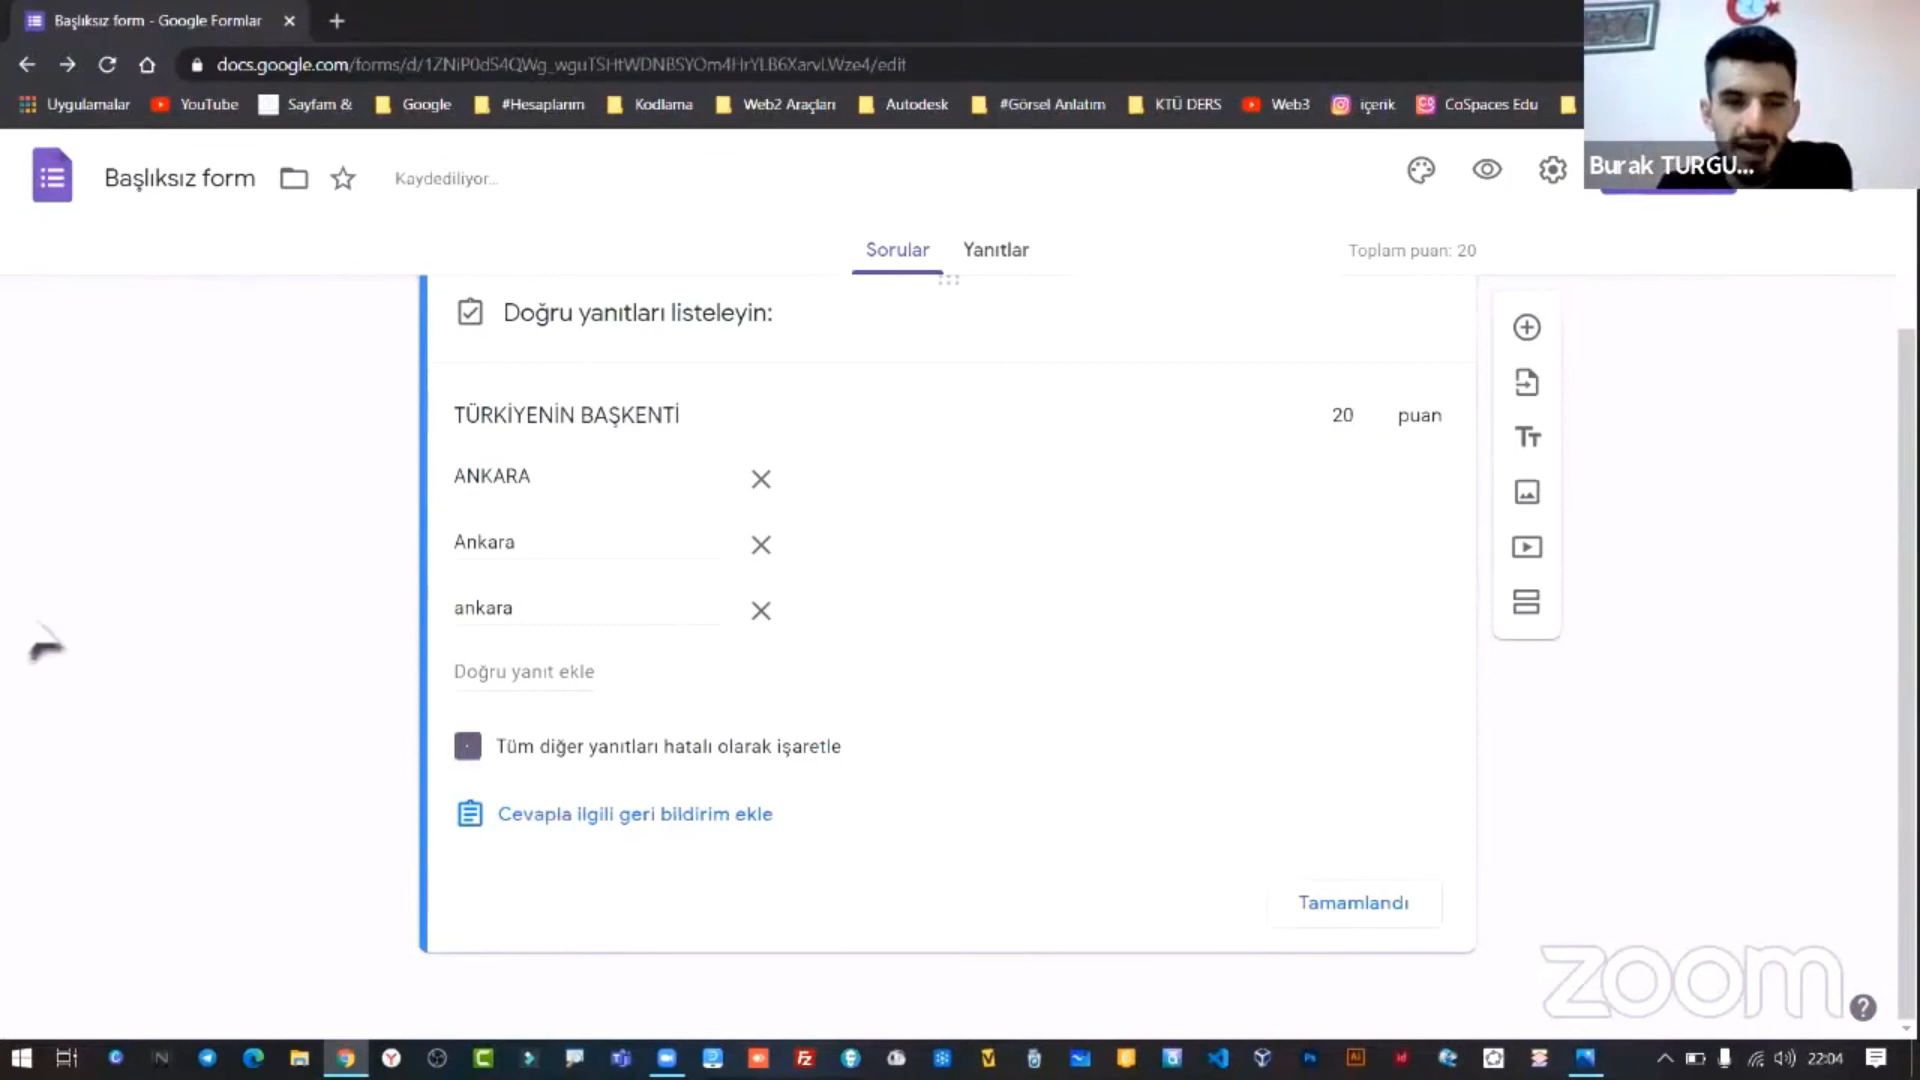 Başlıksız form - Google Formlar
docs.google.com/forms/d/1ZNiP0dS4QWg_wguTSHtWDNBSYOm4HrYLB6XarvLWze4/edit
Uygulamalar YouTube Sayfam & Google #Hesaplarım Kodlama Web2 Araçları Autodesk #Görsel Anlatım KTÜ DERS Web3 içerik CoSpaces Edu
Burak TURGU...
Başlıksız form Kaydediliyor...
Sorular Yanıtlar Toplam puan: 20
Doğru yanıtları listeleyin:
TÜRKİYENİN BAŞKENTİ 20 puan
ANKARA
Ankara
ankara
Doğru yanıt ekle
Tüm diğer yanıtları hatalı olarak işaretle
Cevapla ilgili geri bildirim ekle
Tamamlandı
zoom
22:04